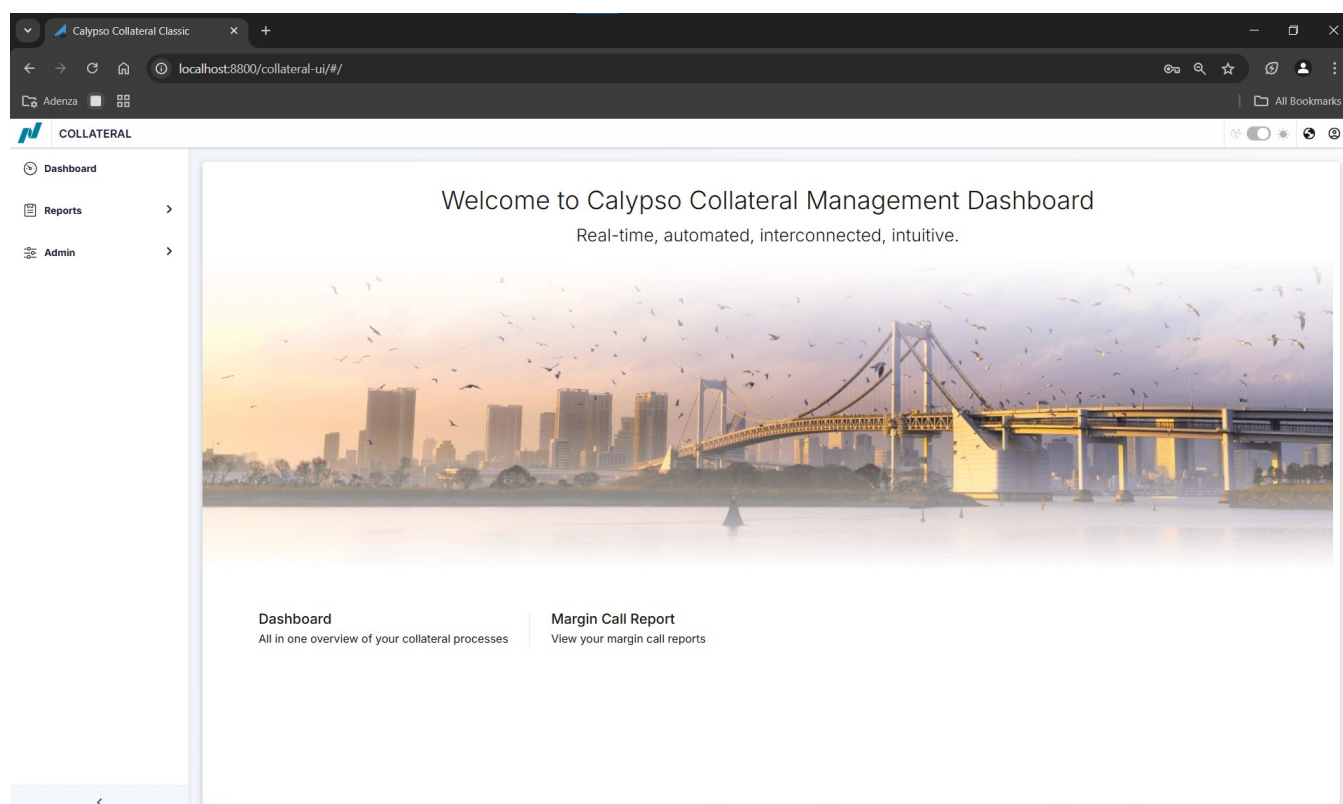 Calypso Collateral Classic
localhost:8800/collateral-ui/#/
Adenza
All Bookmarks
COLLATERAL
Dashboard
Reports
Admin
Welcome to Calypso Collateral Management Dashboard
Real-time, automated, interconnected, intuitive.
Dashboard
All in one overview of your collateral processes
Margin Call Report
View your margin call reports